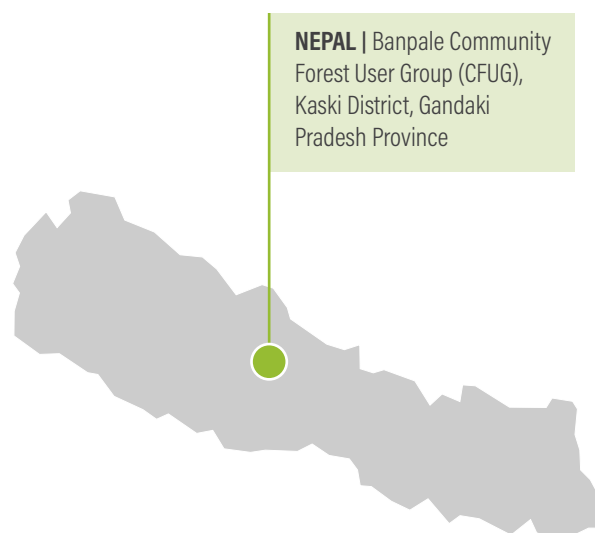 NEPAL | Banpale Community
Forest User Group (CFUG),
Kaski District, Gandaki
Pradesh Province